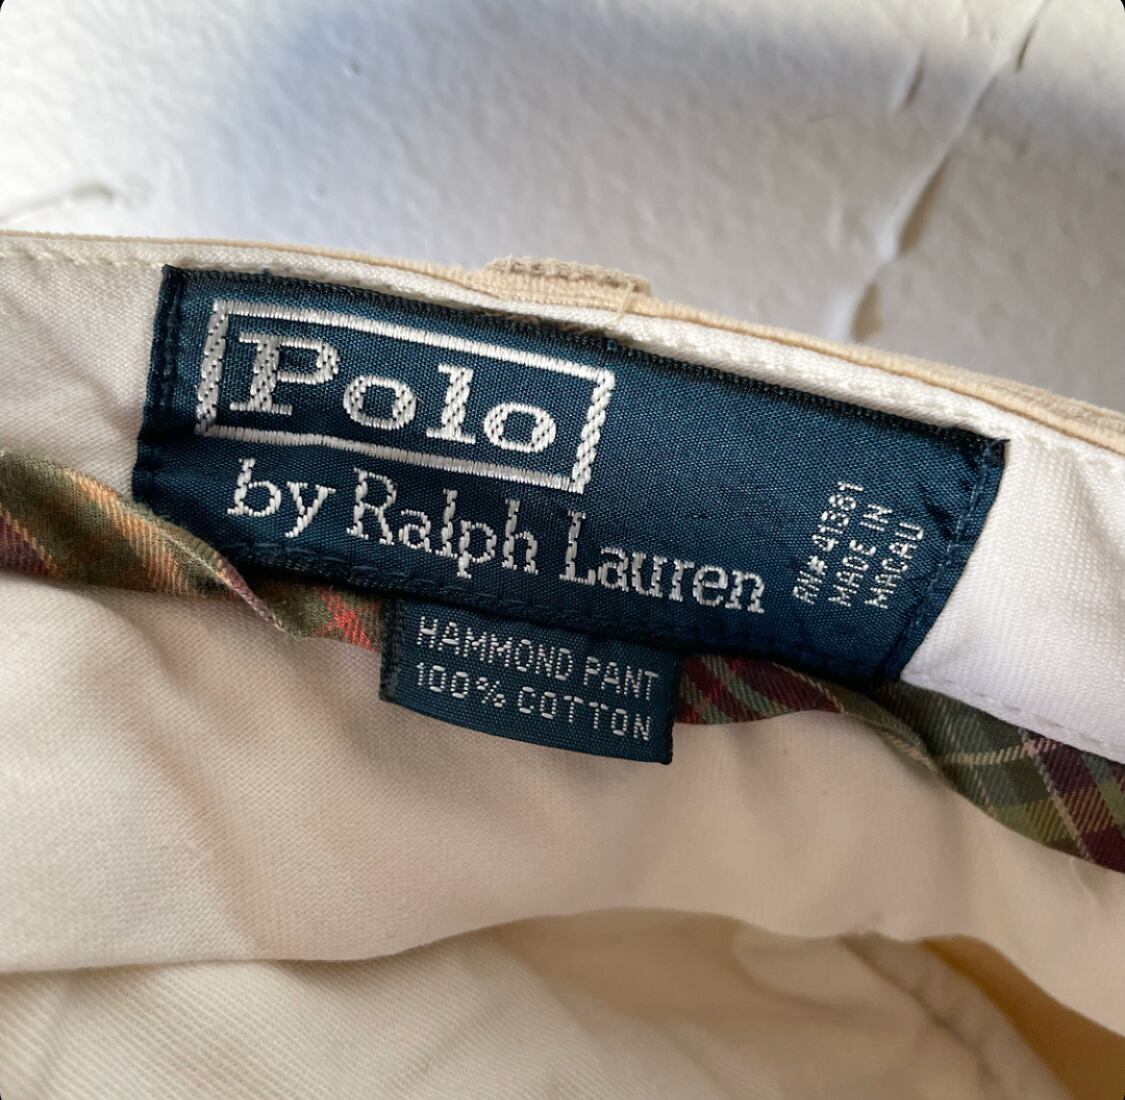 Polo
by Ralph Lauren
RN# 41381
MADE IN
MACAU
HAMMOND PANT
100% COTTON